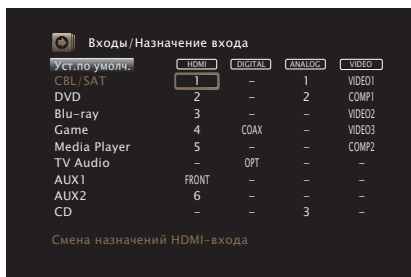 Входы/Назначение входа
Уст.по умолч. HDMI DIGITAL ANALOG VIDEO
CBL/SAT 1 – 1 VIDEO1
DVD 2 – 2 COMP1
Blu-ray 3 – – VIDEO2
Game 4 COAX – VIDEO3
Media Player 5 – – COMP2
TV Audio – OPT – –
AUX1 FRONT – – –
AUX2 6 – – –
CD – – 3 –
Смена назначений HDMI-входа